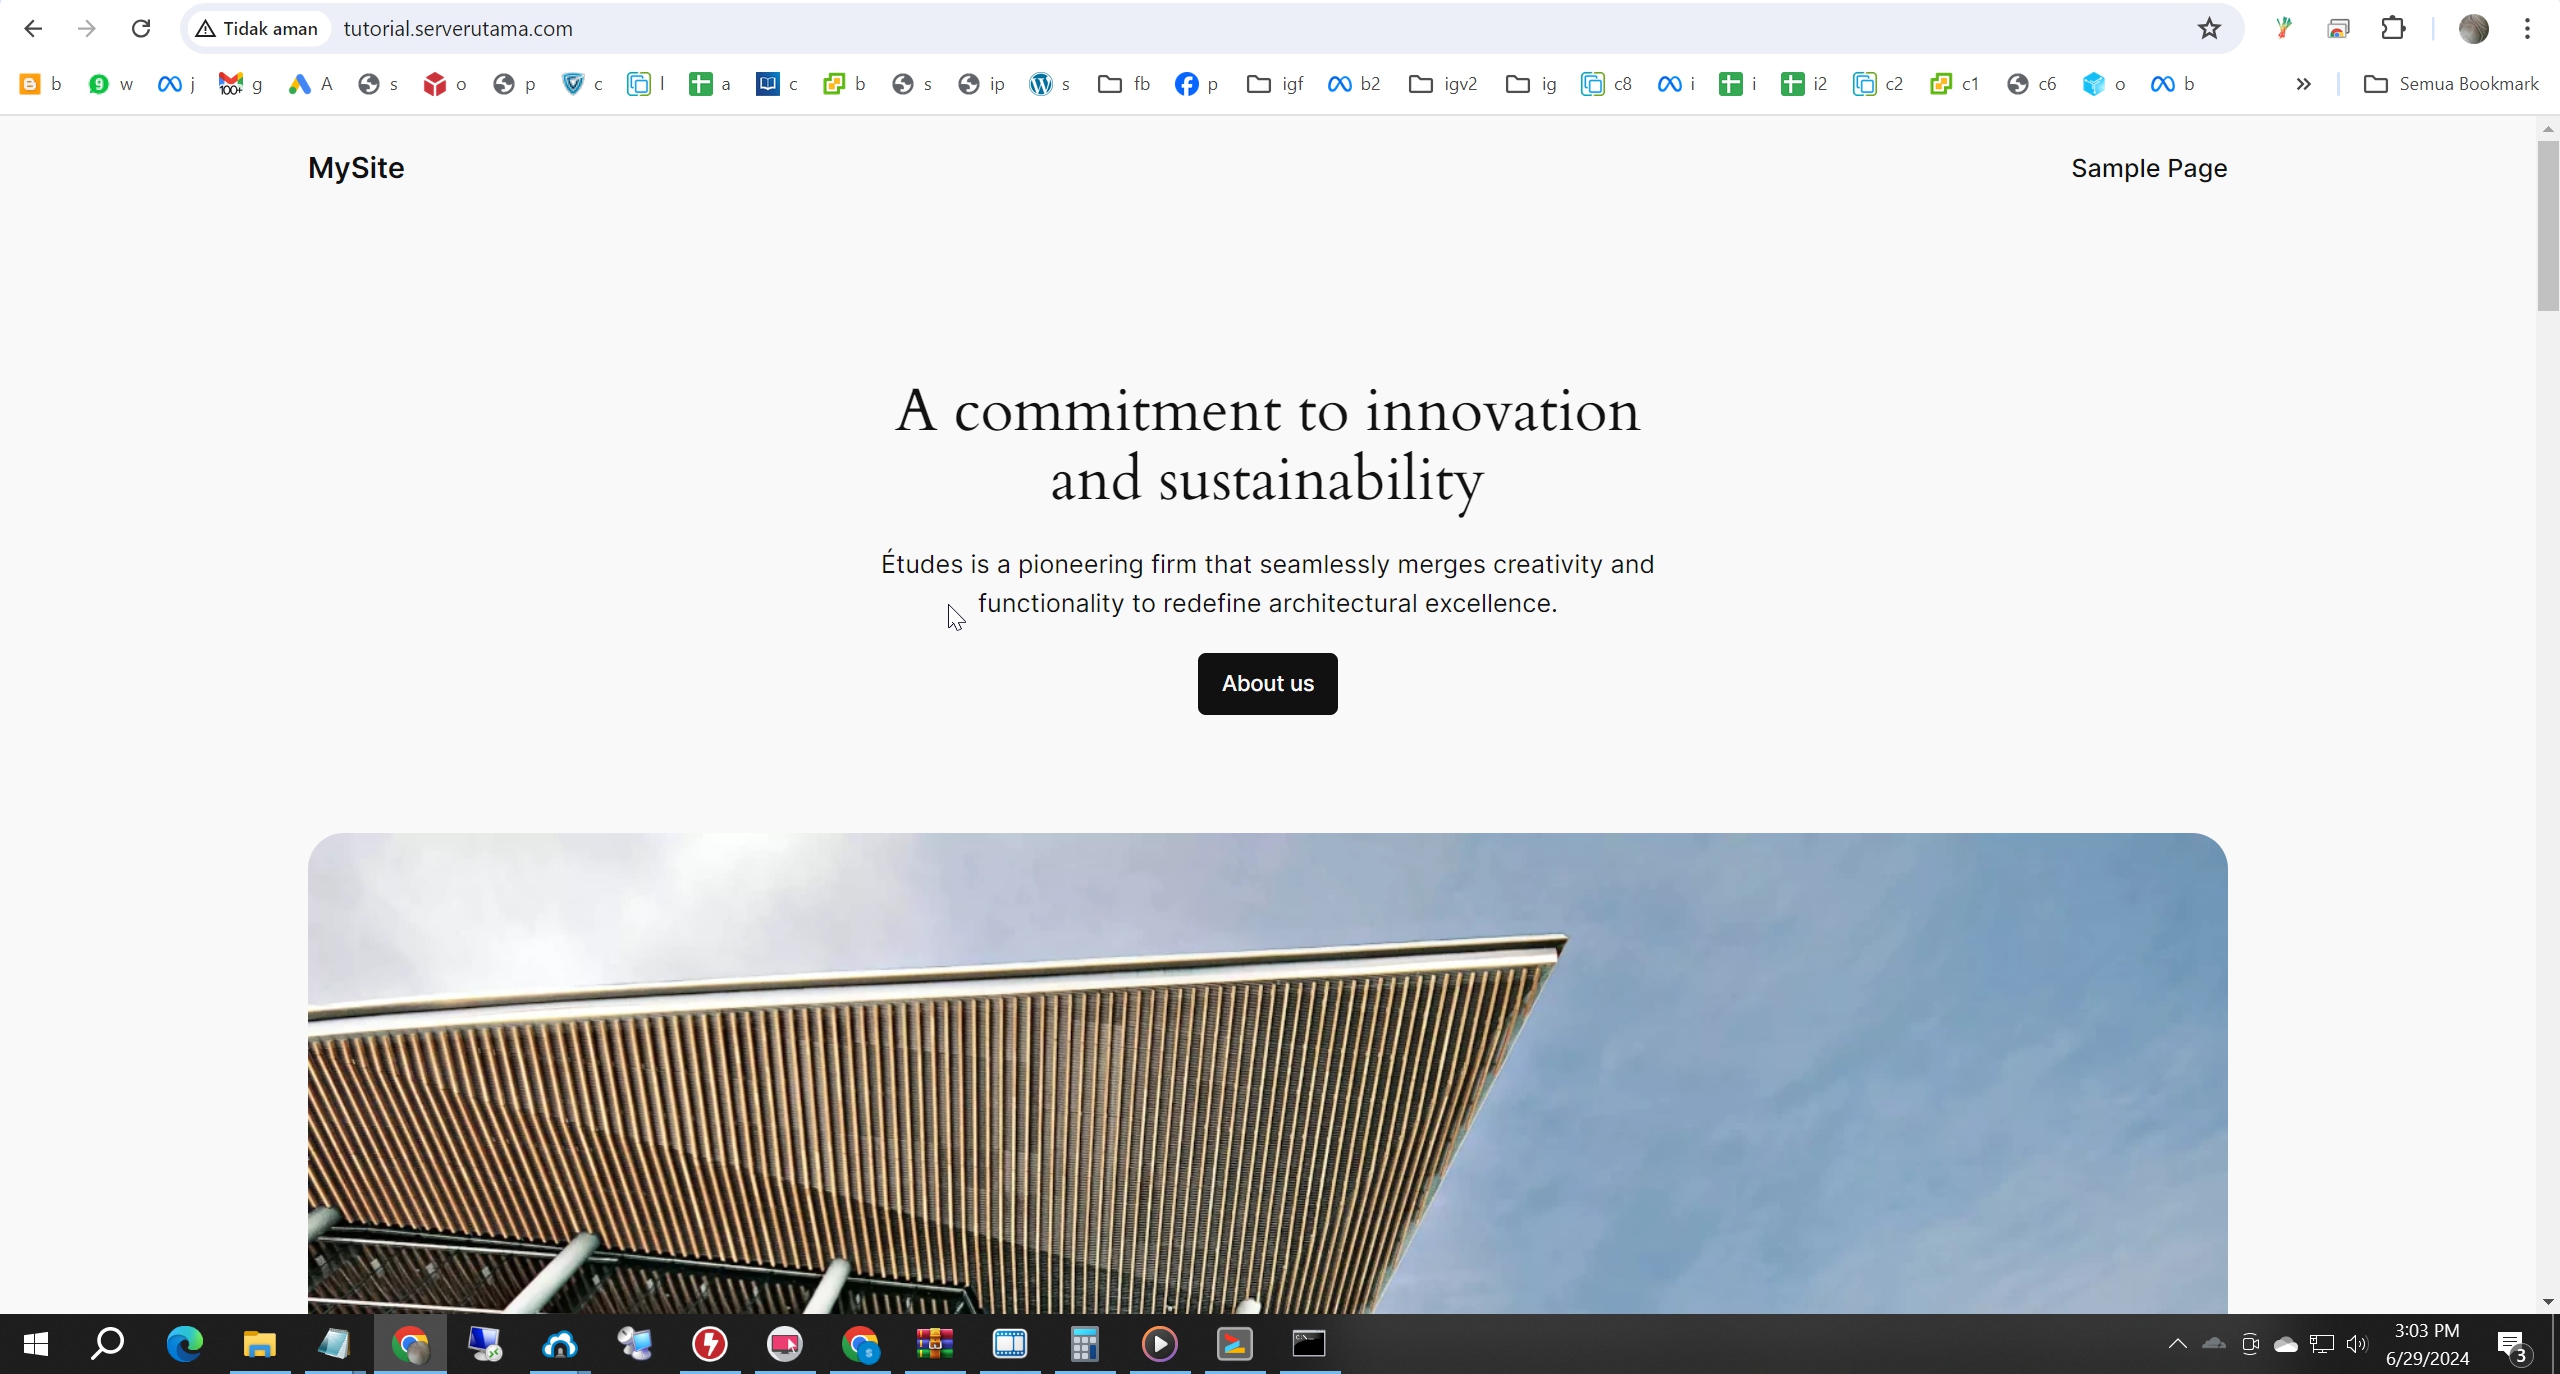 Tidak aman tutorial.serverutama.com
b w j g A s o p c l a c b s ip s fb p igf b2 igv2 ig c8 i i i2 c2 c1 c6 o b » Semua Bookmark
MySite Sample Page
A commitment to innovation
and sustainability
Études is a pioneering firm that seamlessly merges creativity and
functionality to redefine architectural excellence.
About us
3:03 PM
6/29/2024
3